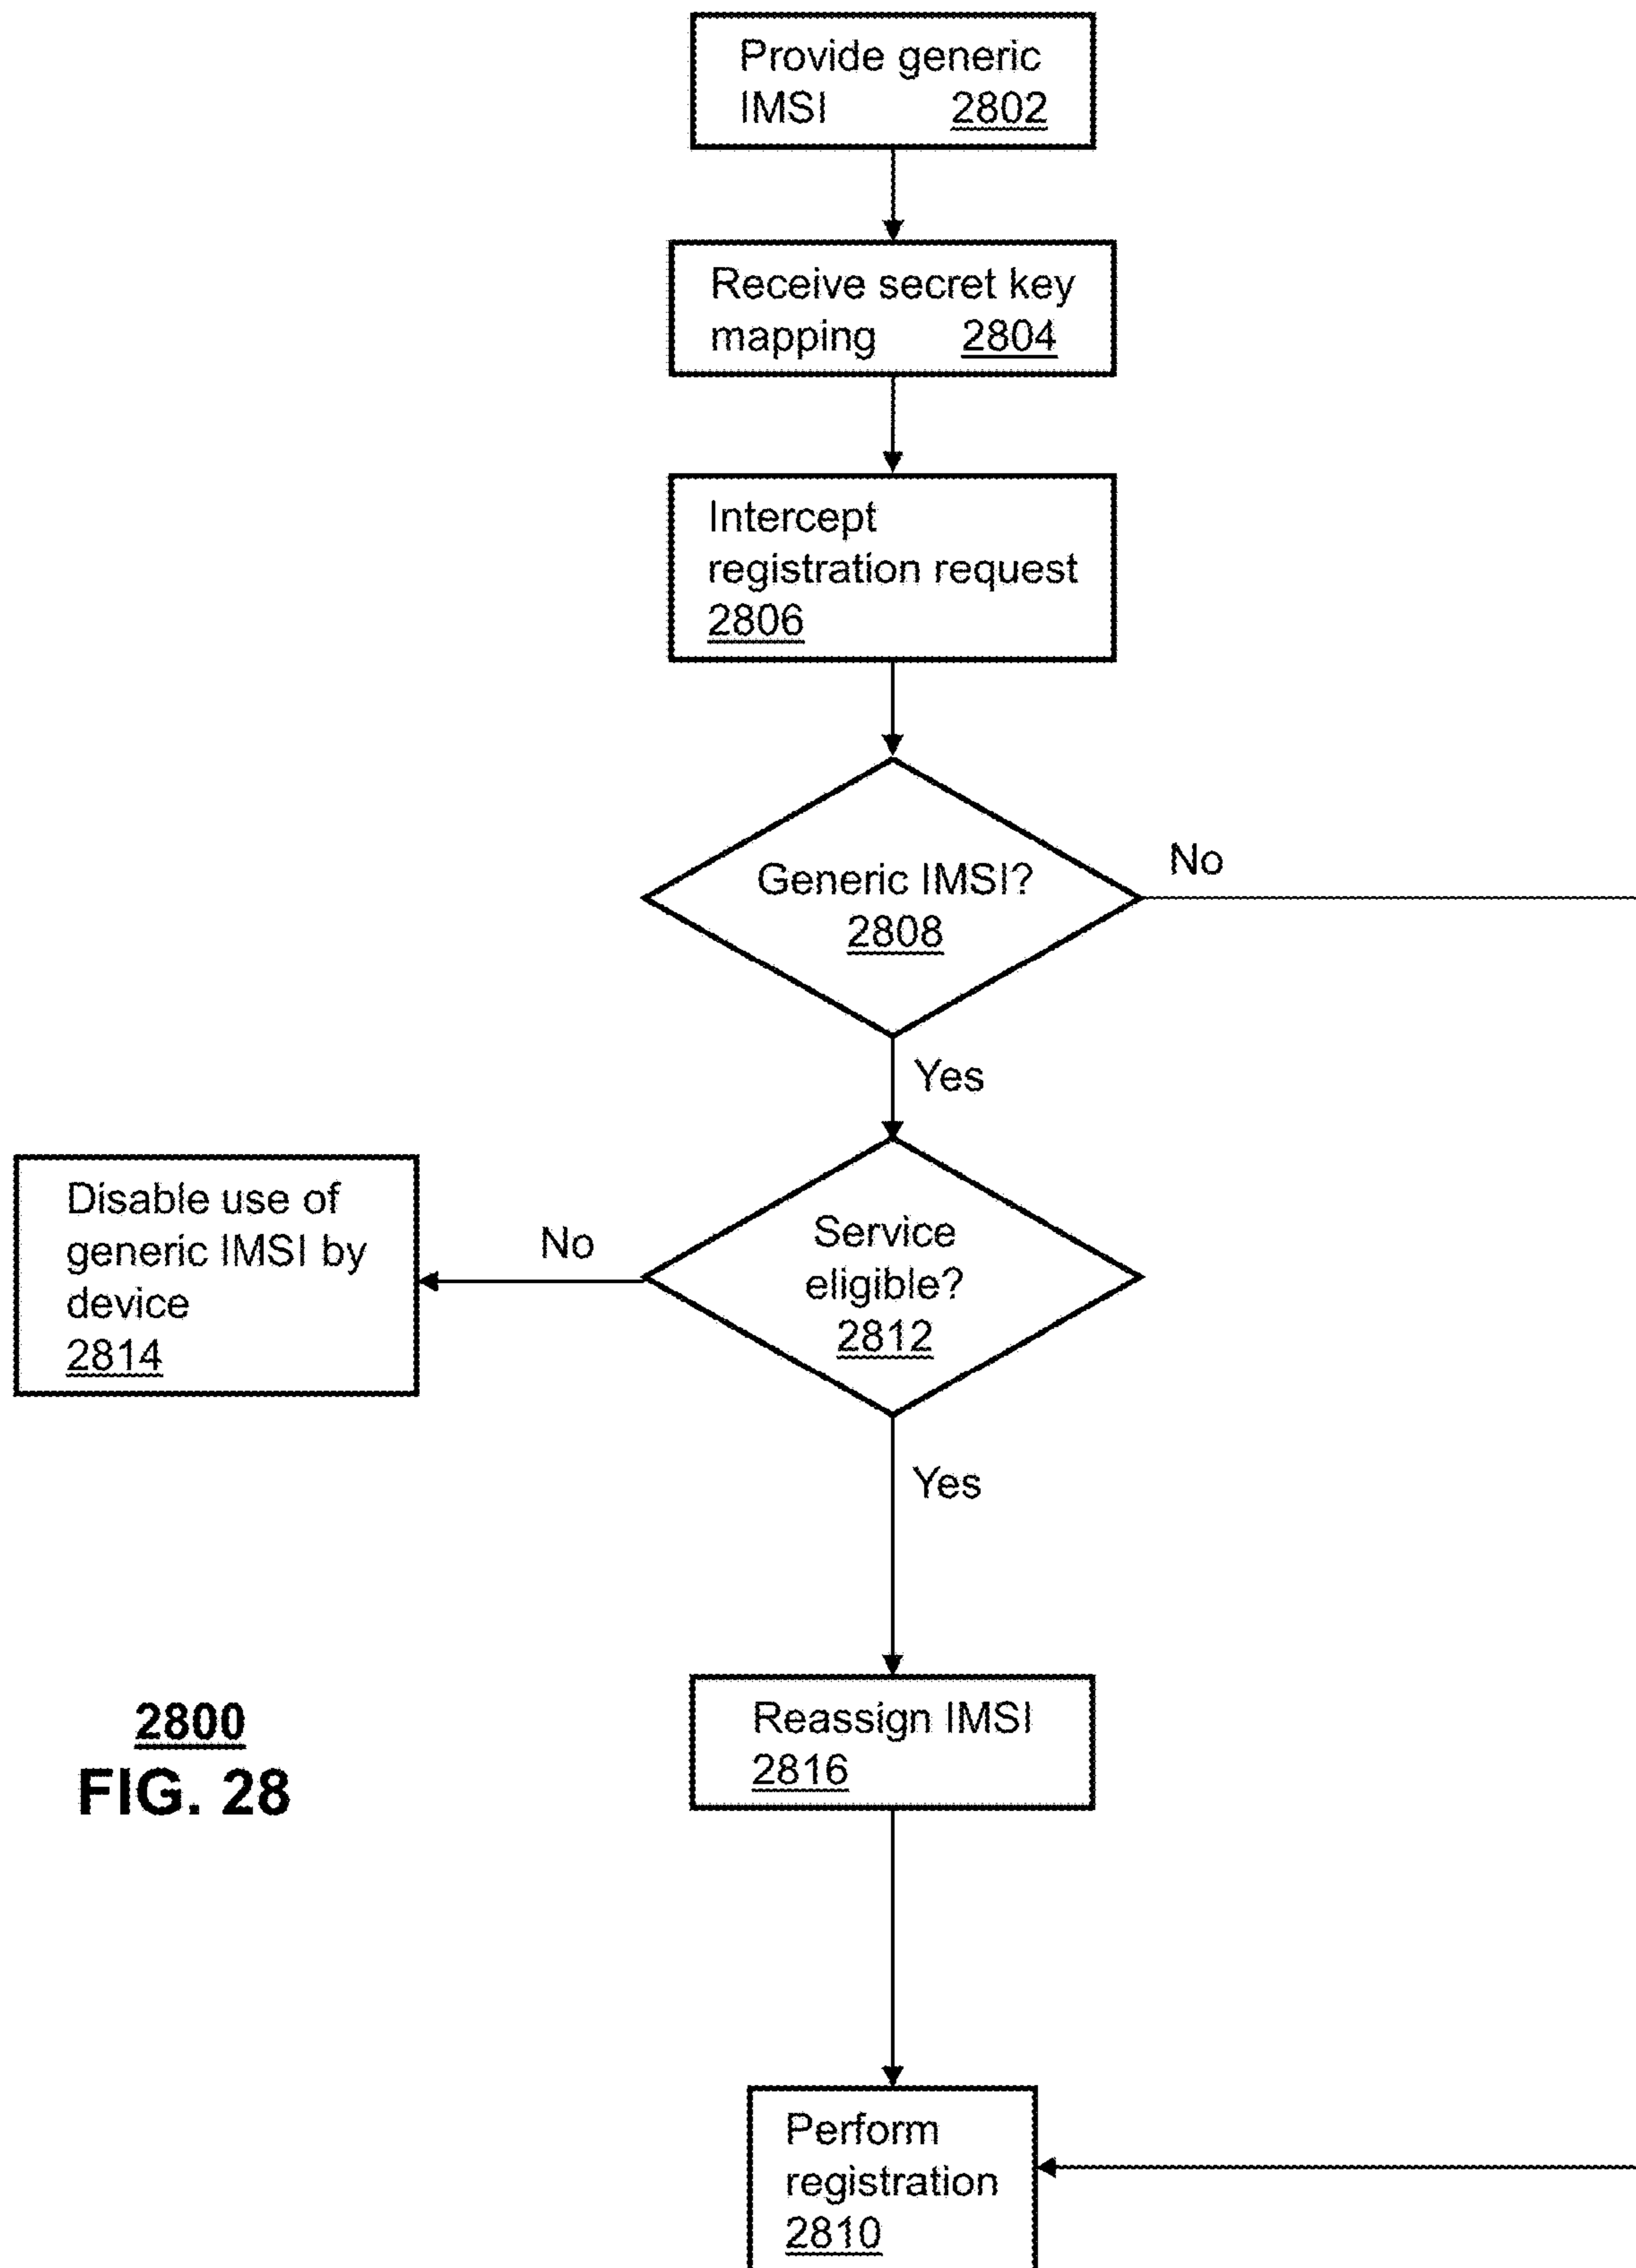 Provide generic
IMSI 2802
Receive secret key
mapping 2804
Intercept
registration request
2806
Generic IMSI?
2808
No
Yes
Disable use of
generic IMSI by
device
2814
No
Service
eligible?
2812
Yes
Reassign IMSI
2816
2800
FIG. 28
Perform
registration
2810